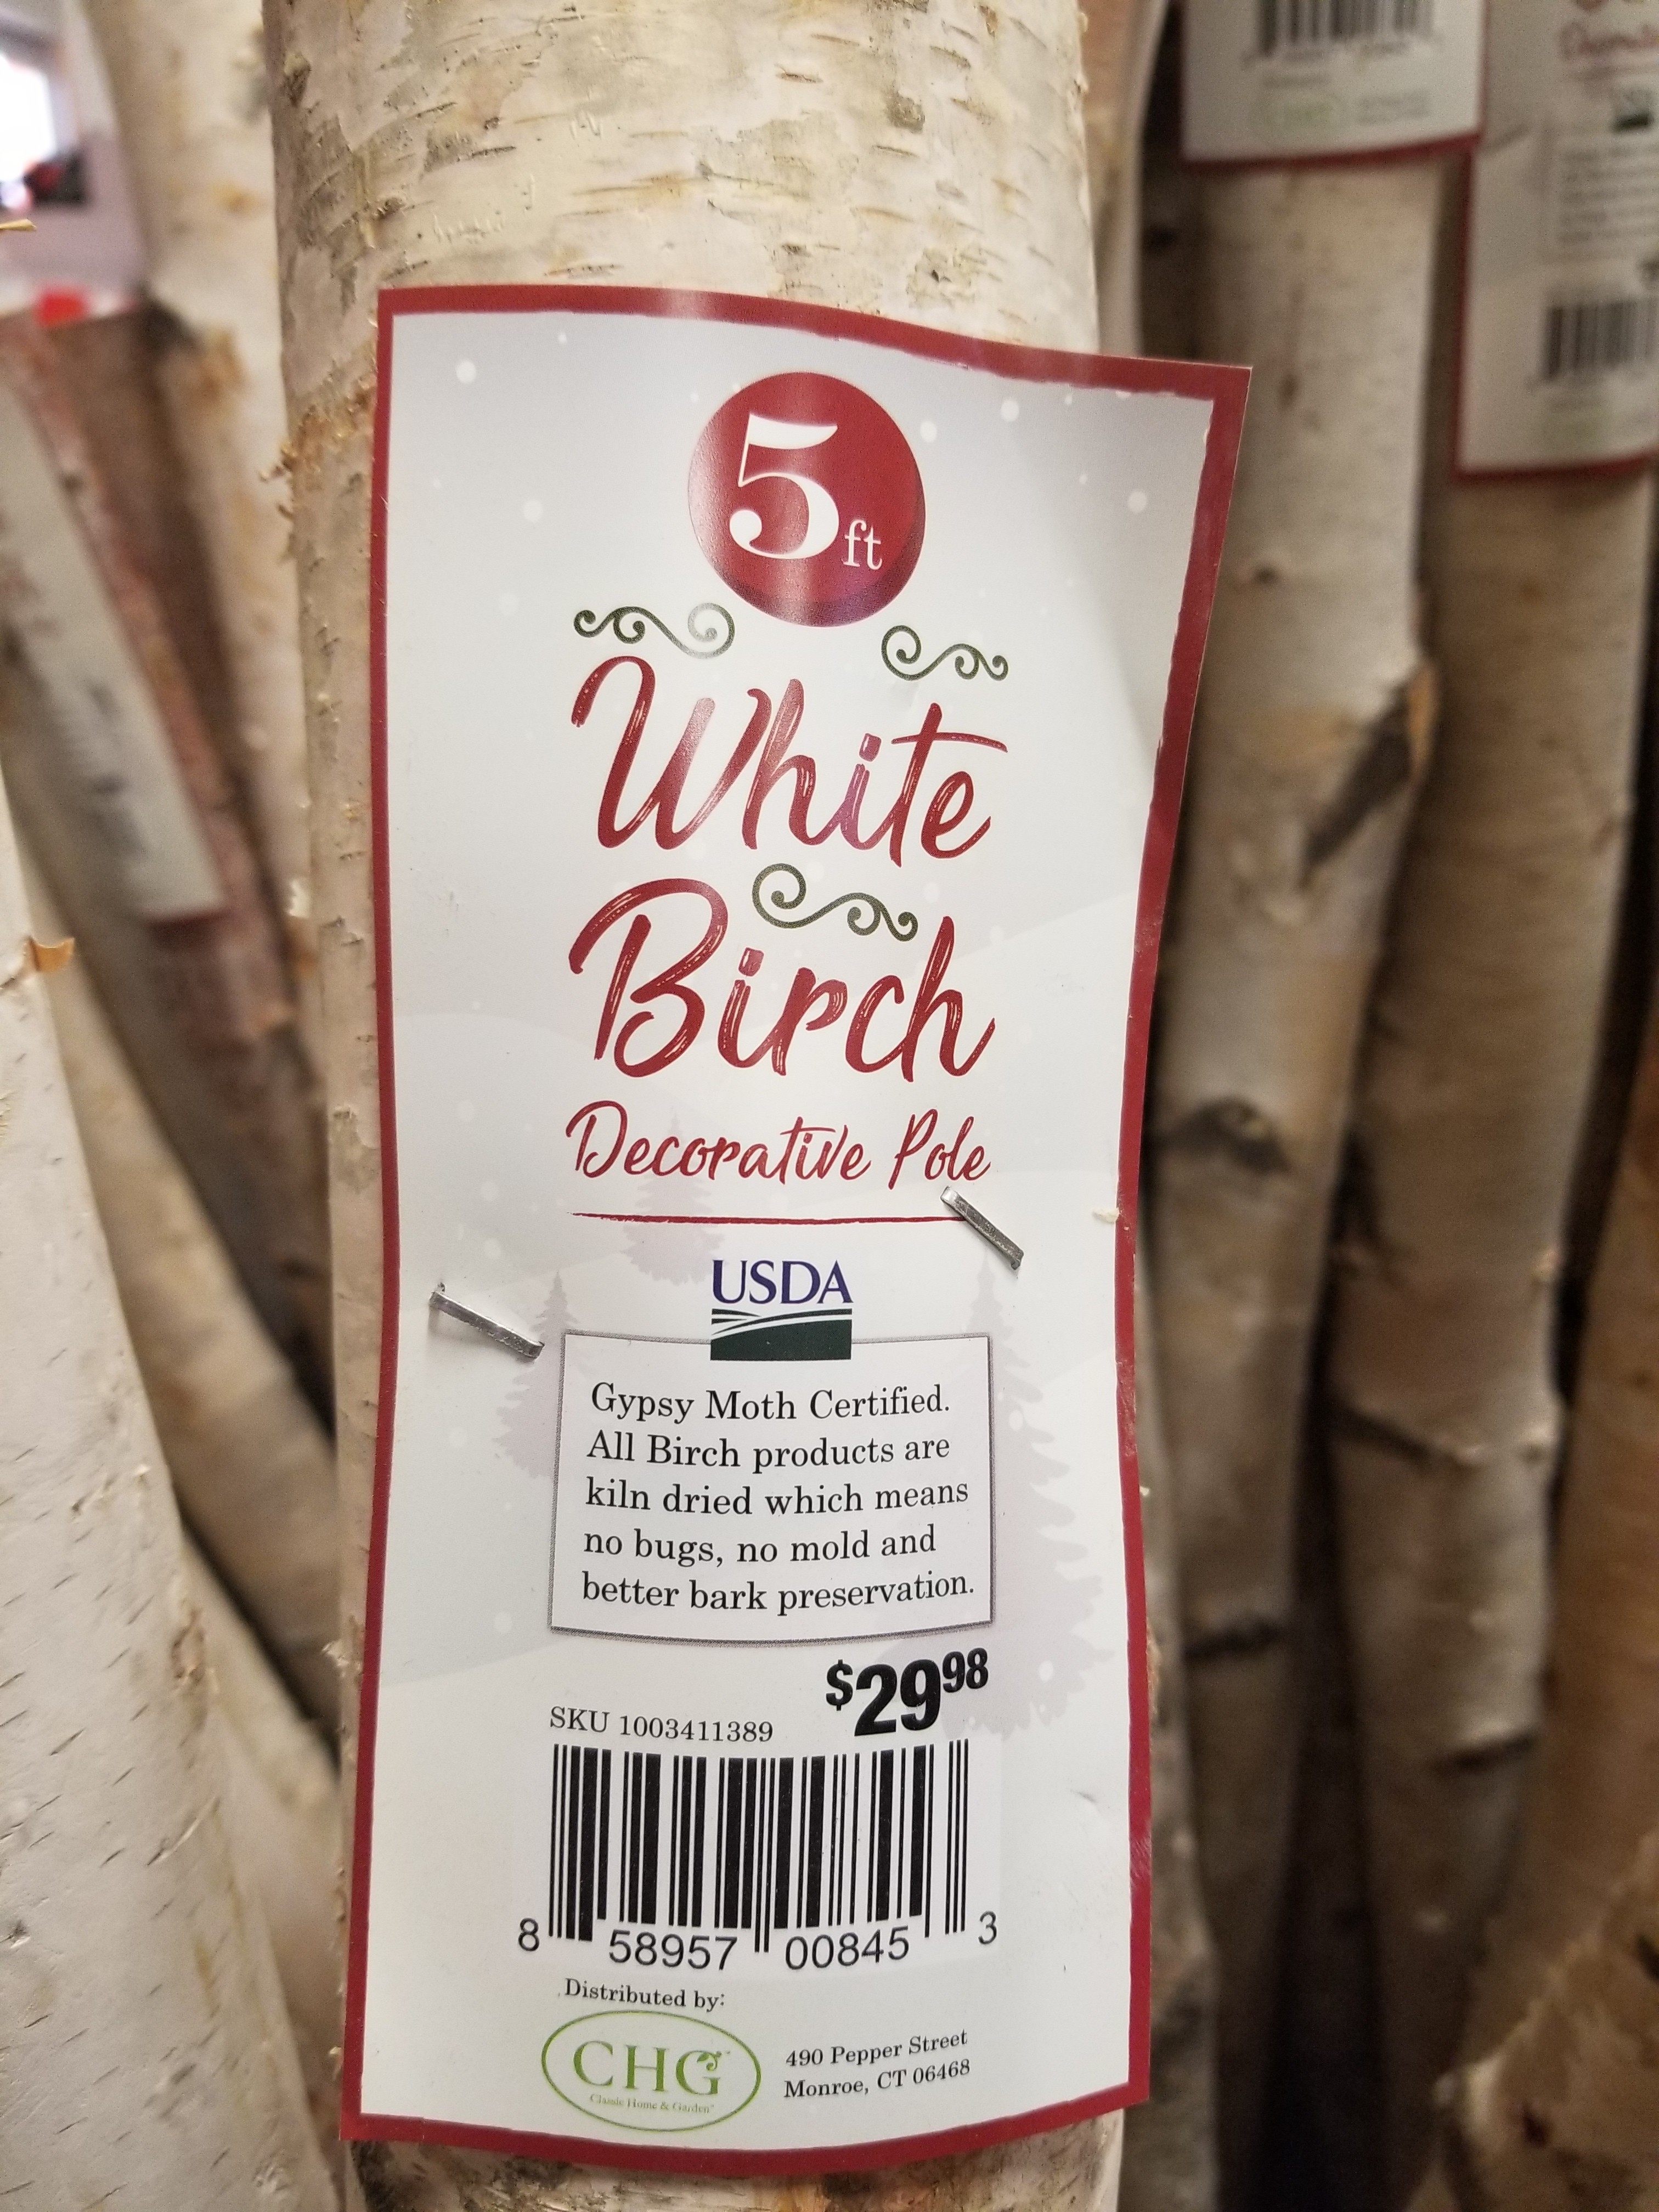 5 ft
White
Birch
Decorative Pole
USDA
Gypsy Moth Certified.
All Birch products are
kiln dried which means
no bugs, no mold and
better bark preservation.
$29 98
SKU 1003411389
8 58957 00845 3
Distributed by:
CHG
Classic Home & Garden
490 Pepper Street
Monroe, CT 06468